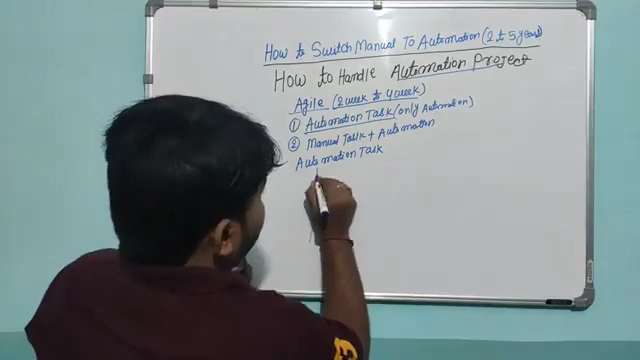 How to Switch Manual To Automation (2 to 5 years)
How to Handle Automation Project
Agile (2 week to 4 week)
① Automation Task (only Automation)
② Manual Task + Automation
Automation Task